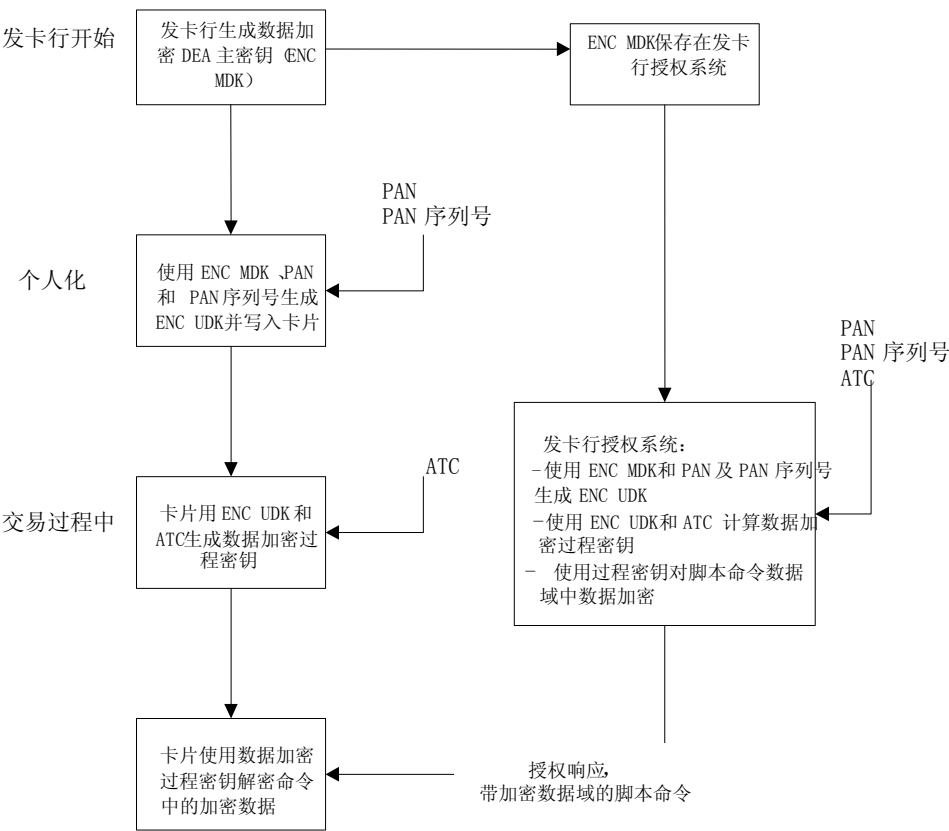 发卡行开始
发卡行生成数据加
密 DEA 主密钥（ENC
MDK）
ENC MDK保存在发卡
行授权系统
PAN
PAN 序列号
个人化
使用 ENC MDK、PAN
和 PAN 序列号生成
ENC UDK并写入卡片
PAN
PAN 序列号
ATC
交易过程中
卡片用 ENC UDK 和
ATC生成数据加密过
程密钥
ATC
发卡行授权系统：
-使用 ENC MDK和 PAN 及 PAN 序列号
生成 ENC UDK
-使用 ENC UDK和 ATC 计算数据加
密过程密钥
- 使用过程密钥对脚本命令数据
域中数据加密
卡片使用数据加密
过程密钥解密命令
中的加密数据
授权响应，
带加密数据域的脚本命令